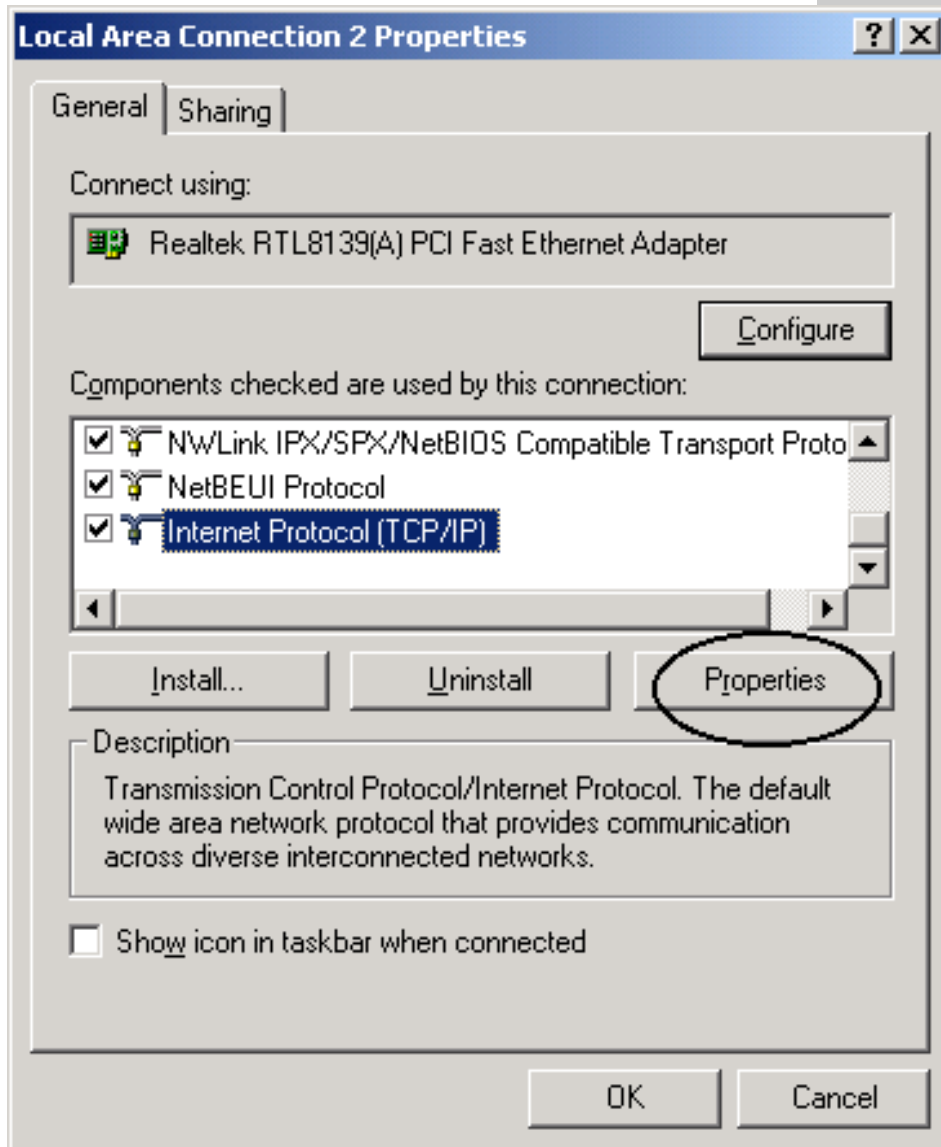 Local Area Connection 2 Properties
General
Sharing
Connect using:
Realtek RTL8139(A) PCI Fast Ethernet Adapter
Configure
Components checked are used by this connection:
NWLink IPX/SPX/NetBIOS Compatible Transport Proto
NetBEUI Protocol
Internet Protocol (TCP/IP)
Install... Uninstall Properties
Description
Transmission Control Protocol/Internet Protocol. The default
wide area network protocol that provides communication
across diverse interconnected networks.
Show icon in taskbar when connected
OK Cancel